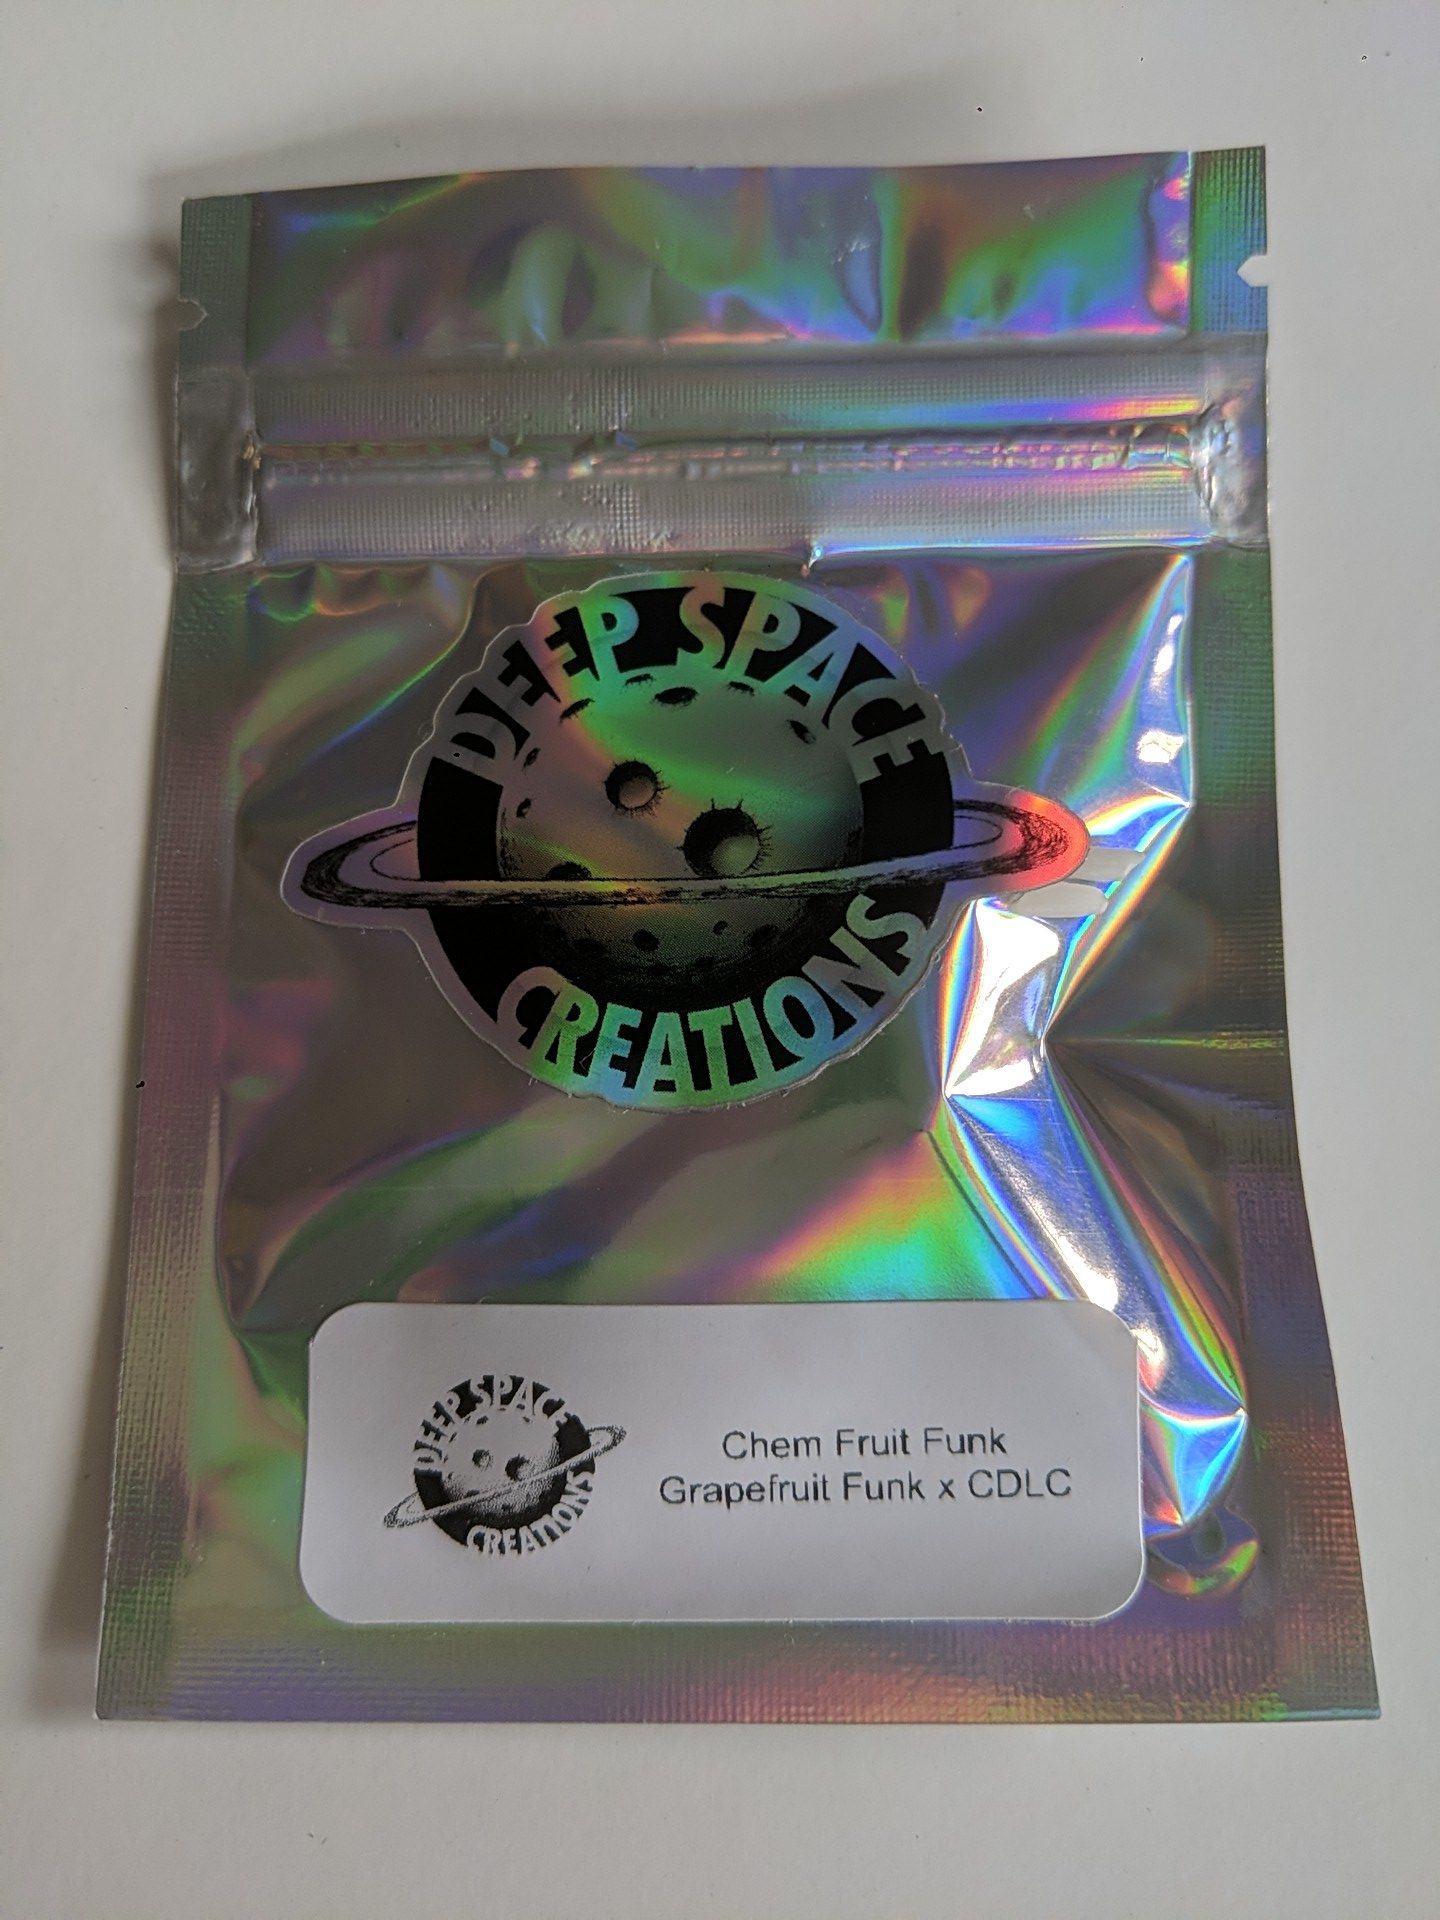 DEEP SPACE
CREATIONS
DEEP SPACE
CREATIONS
Chem Fruit Funk
Grapefruit Funk x CDLC